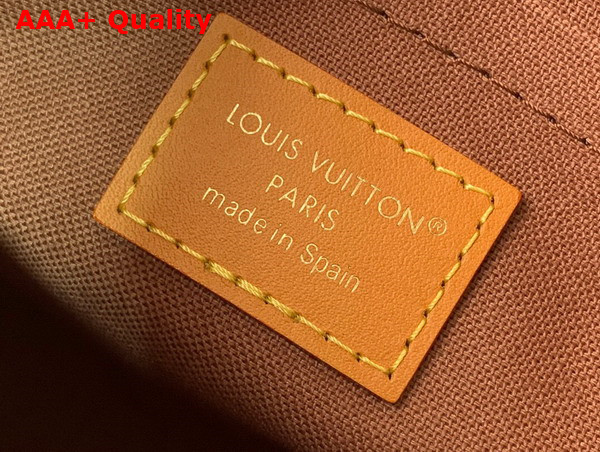 AAA+ Quality
LOUIS VUITTON®
PARIS
made in Spain